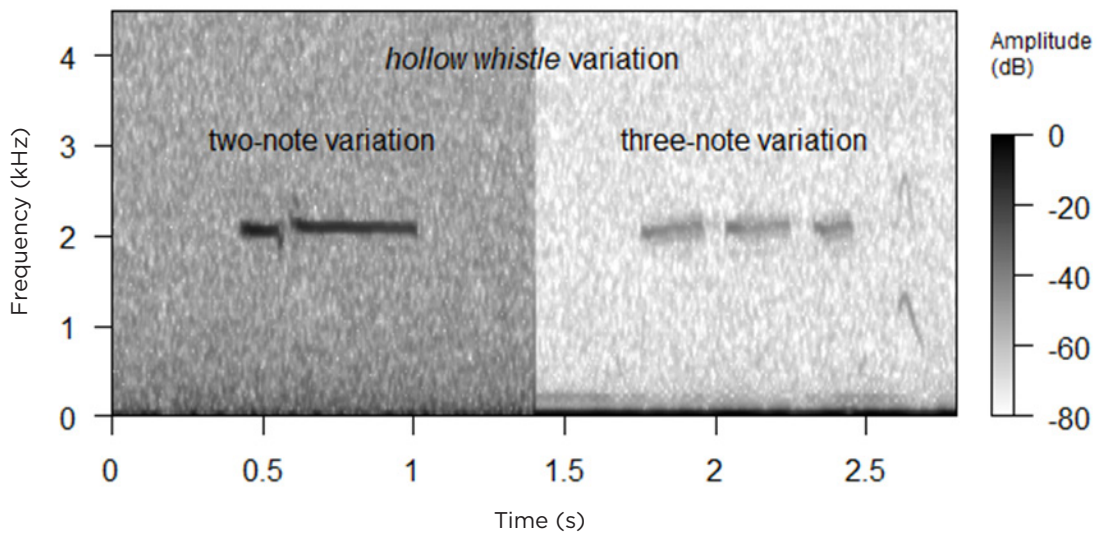 hollow whistle variation
two-note variation
three-note variation
Frequency (kHz)
4
3
2
1
0
0
0.5
1
1.5
2
2.5
Time (s)
Amplitude
(dB)
0
-20
-40
-60
-80